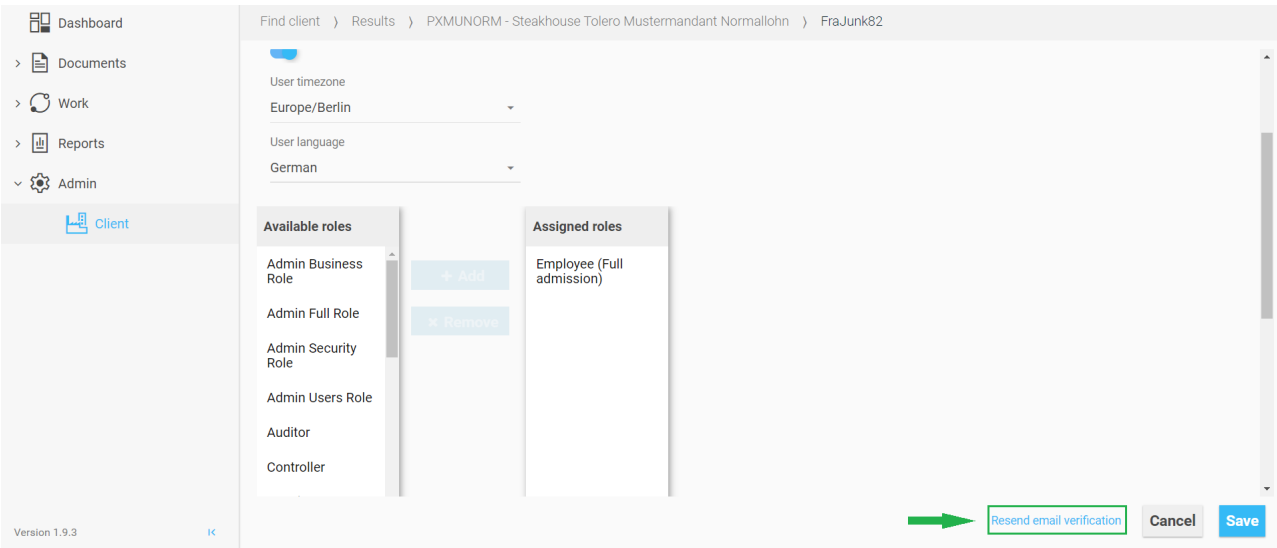 Dashboard
Documents
Work
Reports
Admin
Client
Version 1.9.3
Find client ) Results ) PXMUNORM - Steakhouse Tolero Mustermandant Normallohn ) FraJunk82
User timezone
Europe/Berlin
User language
German
Available roles
Admin Business
Role
Admin Full Role
Admin Security
Role
Admin Users Role
Auditor
Controller
+ Add
× Remove
Assigned roles
Employee (Full
admission)
Resend email verification
Cancel
Save